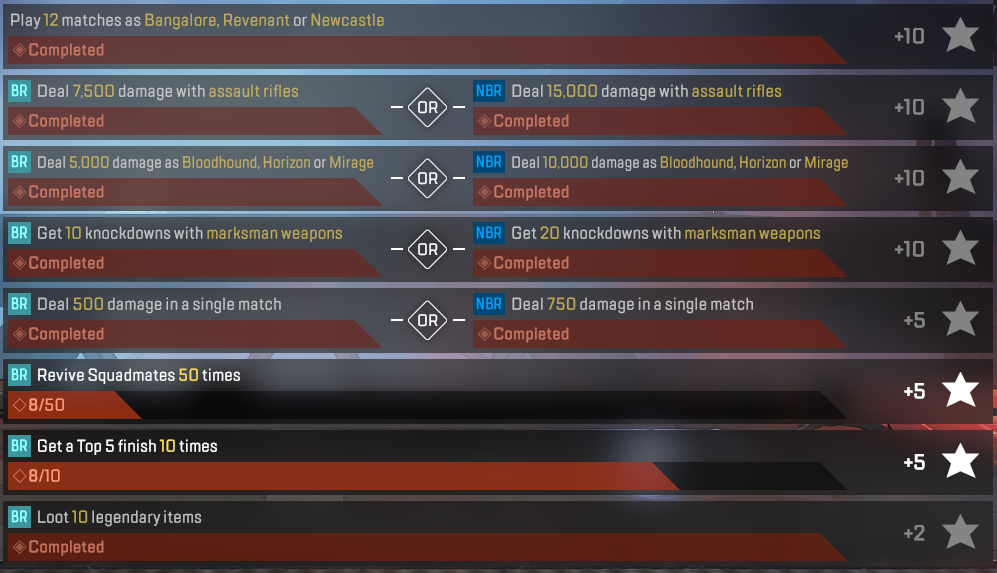 Play 12 matches as Bangalore, Revenant or Newcastle
Completed
+10
BR Deal 7,500 damage with assault rifles
Completed
OR
NBR Deal 15,000 damage with assault rifles
Completed
+10
BR Deal 5,000 damage as Bloodhound, Horizon or Mirage
Completed
OR
NBR Deal 10,000 damage as Bloodhound, Horizon or Mirage
Completed
+10
BR Get 10 knockdowns with marksman weapons
Completed
OR
NBR Get 20 knockdowns with marksman weapons
Completed
+10
BR Deal 500 damage in a single match
Completed
OR
NBR Deal 750 damage in a single match
Completed
+5
BR Revive Squadmates 50 times
8/50
+5
BR Get a Top 5 finish 10 times
8/10
+5
BR Loot 10 legendary items
Completed
+2